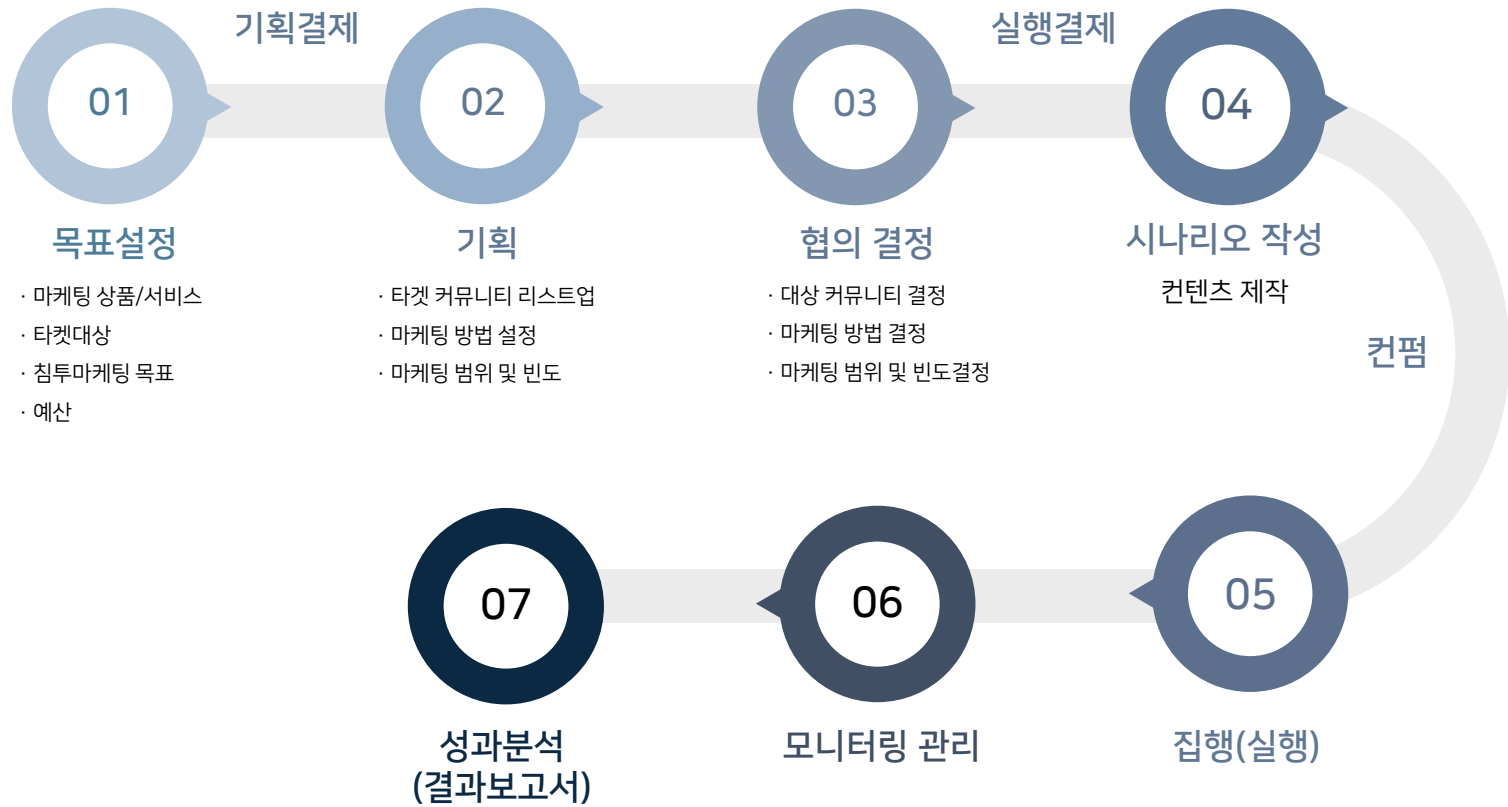 01
기획결제
02
03
실행결제
04
목표설정
· 마케팅 상품/서비스
· 타켓대상
· 침투마케팅 목표
· 예산
기획
· 타겟 커뮤니티 리스트업
· 마케팅 방법 설정
· 마케팅 범위 및 빈도
협의 결정
· 대상 커뮤니티 결정
· 마케팅 방법 결정
· 마케팅 범위 및 빈도결정
시나리오 작성
컨텐츠 제작
컨펌
05
집행(실행)
06
모니터링 관리
07
성과분석
(결과보고서)